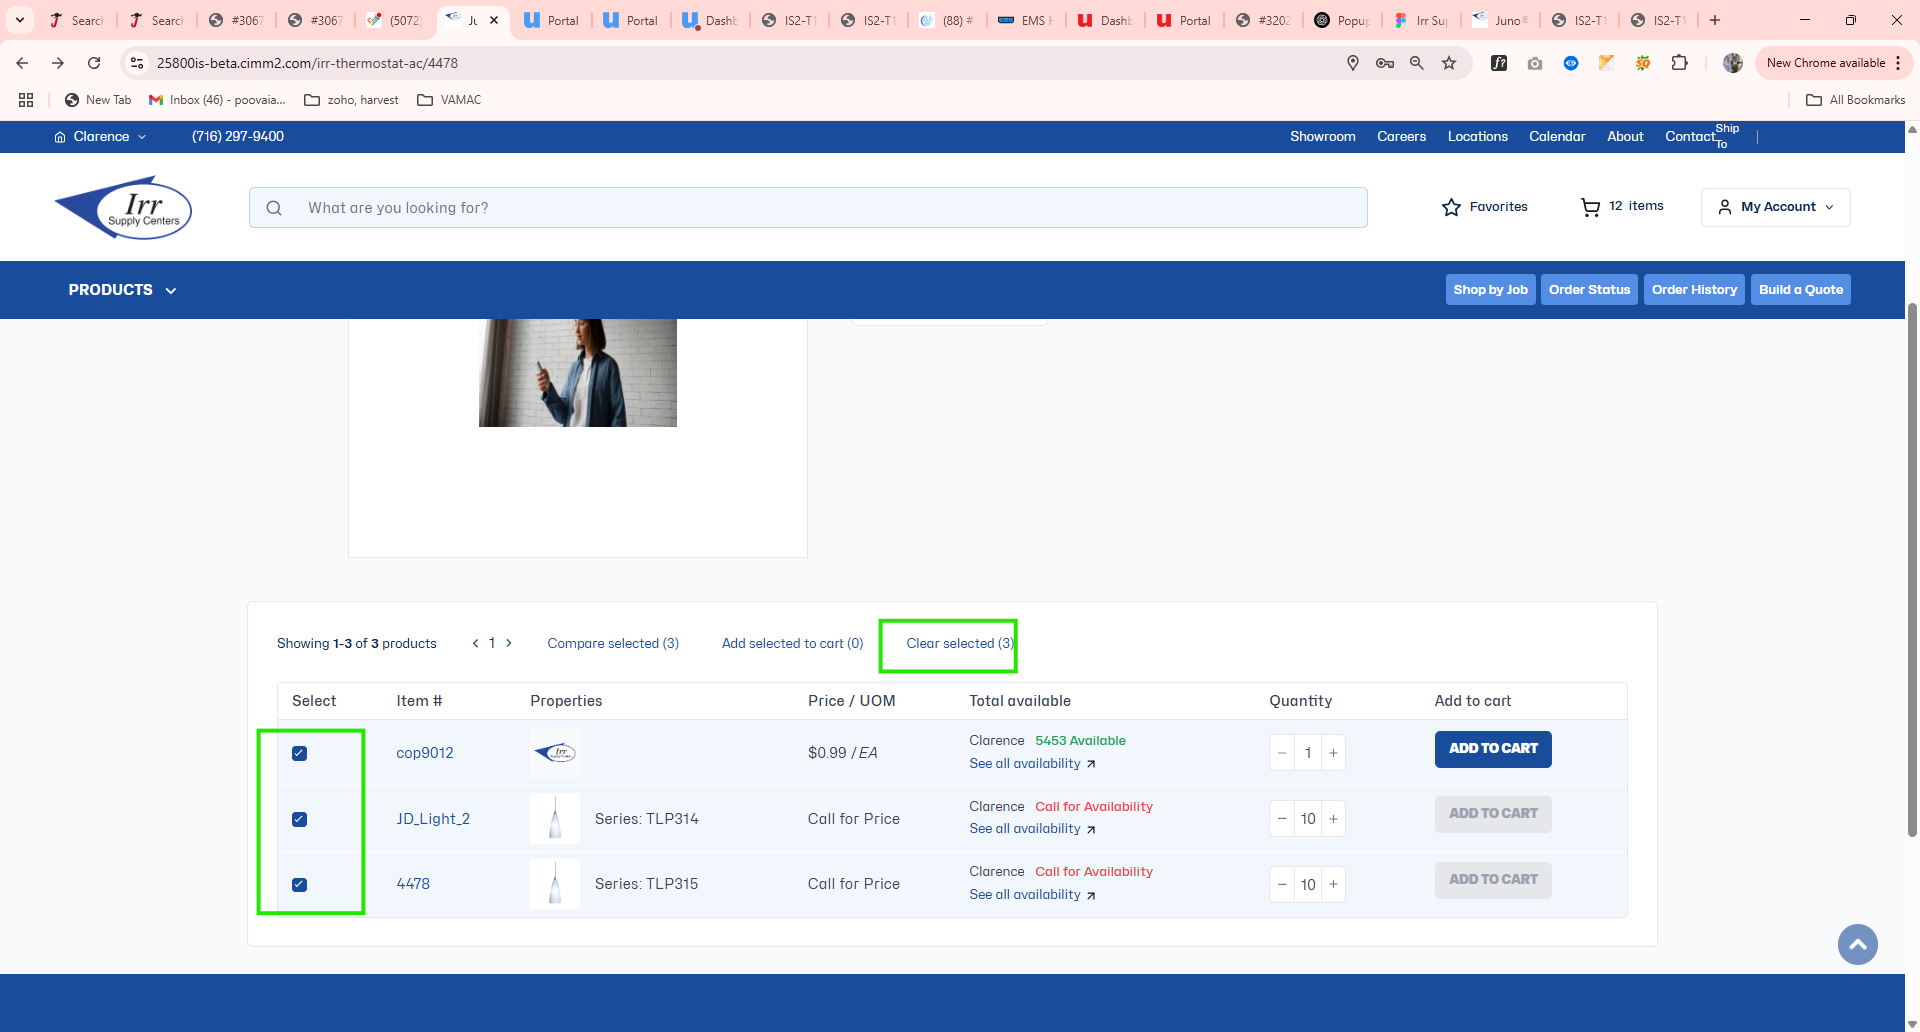 Search
Search
#3067
#3067
(5072)
Ju
Portal
Portal
Dashb
IS2-T1
IS2-T1
(88) #
EMS H
Dashb
Portal
#3202
Popup
Irr Sup
Juno®
IS2-T1
IS2-T1
25800is-beta.cimm2.com/irr-thermostat-ac/4478
New Chrome available
New Tab
Inbox (46) - poovaia...
zoho, harvest
VAMAC
All Bookmarks
Clarence
(716) 297-9400
Showroom
Careers
Locations
Calendar
About
Contact
Ship To
Irr
Supply Centers
What are you looking for?
Favorites
12 items
My Account
PRODUCTS
Shop by Job
Order Status
Order History
Build a Quote
Showing 1-3 of 3 products
< 1 >
Compare selected (3)
Add selected to cart (0)
Clear selected (3)
Select Item # Properties Price / UOM Total available Quantity Add to cart
cop9012 $0.99 / EA Clarence 5453 Available − 1 + ADD TO CART
See all availability
JD_Light_2 Series: TLP314 Call for Price Clarence Call for Availability − 10 + ADD TO CART
See all availability
4478 Series: TLP315 Call for Price Clarence Call for Availability − 10 + ADD TO CART
See all availability